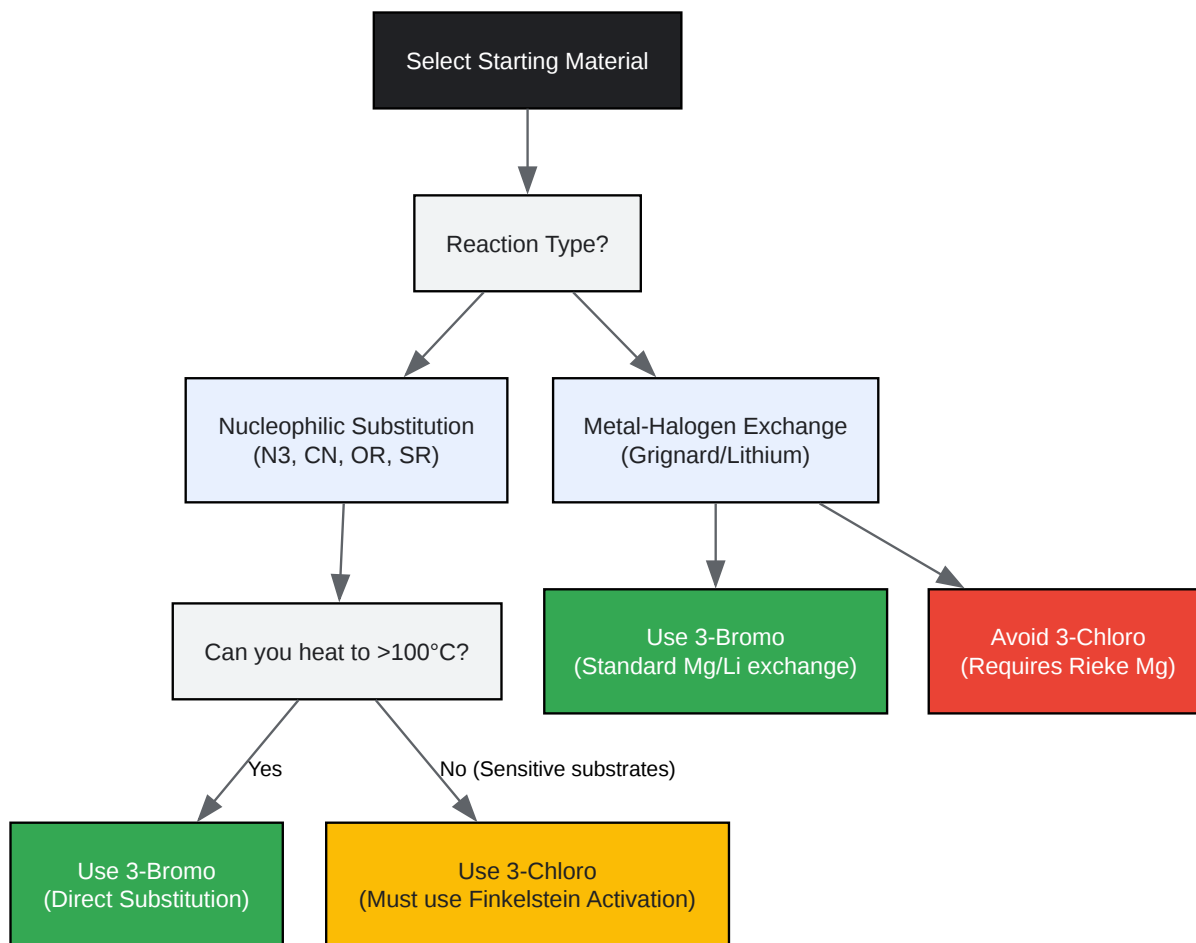 Select Starting Material
Reaction Type?
Nucleophilic Substitution
(N3, CN, OR, SR)
Metal-Halogen Exchange
(Grignard/Lithium)
Can you heat to >100°C?
Use 3-Bromo
(Standard Mg/Li exchange)
Avoid 3-Chloro
(Requires Rieke Mg)
Yes
No (Sensitive substrates)
Use 3-Bromo
(Direct Substitution)
Use 3-Chloro
(Must use Finkelstein Activation)